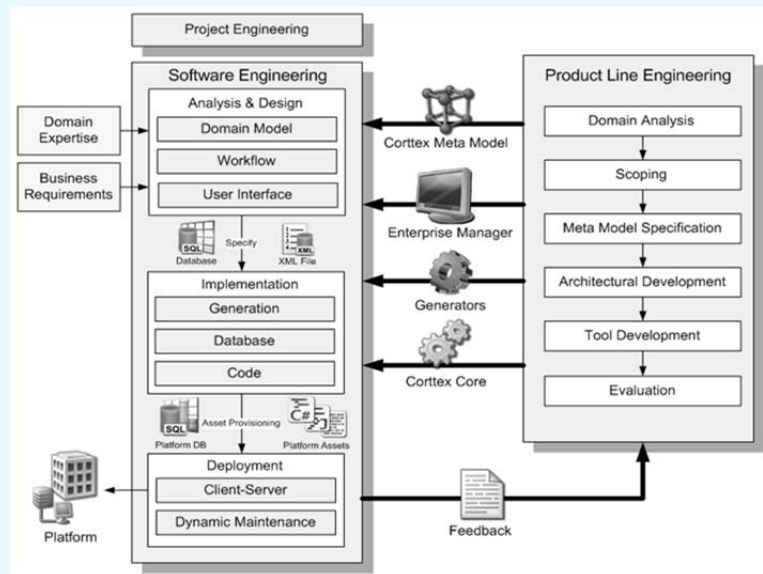 Project Engineering
Software Engineering
Analysis & Design
Domain Model
Workflow
User Interface
Domain
Expertise
Business
Requirements
SQL
Database
Specify
XML
XML File
Implementation
Generation
Database
Code
SQL
Platform DB
Asset Provisioning
C#
Platform Assets
Deployment
Client-Server
Dynamic Maintenance
Platform
Corttex Meta Model
Enterprise Manager
Generators
Corttex Core
Feedback
Product Line Engineering
Domain Analysis
Scoping
Meta Model Specification
Architectural Development
Tool Development
Evaluation